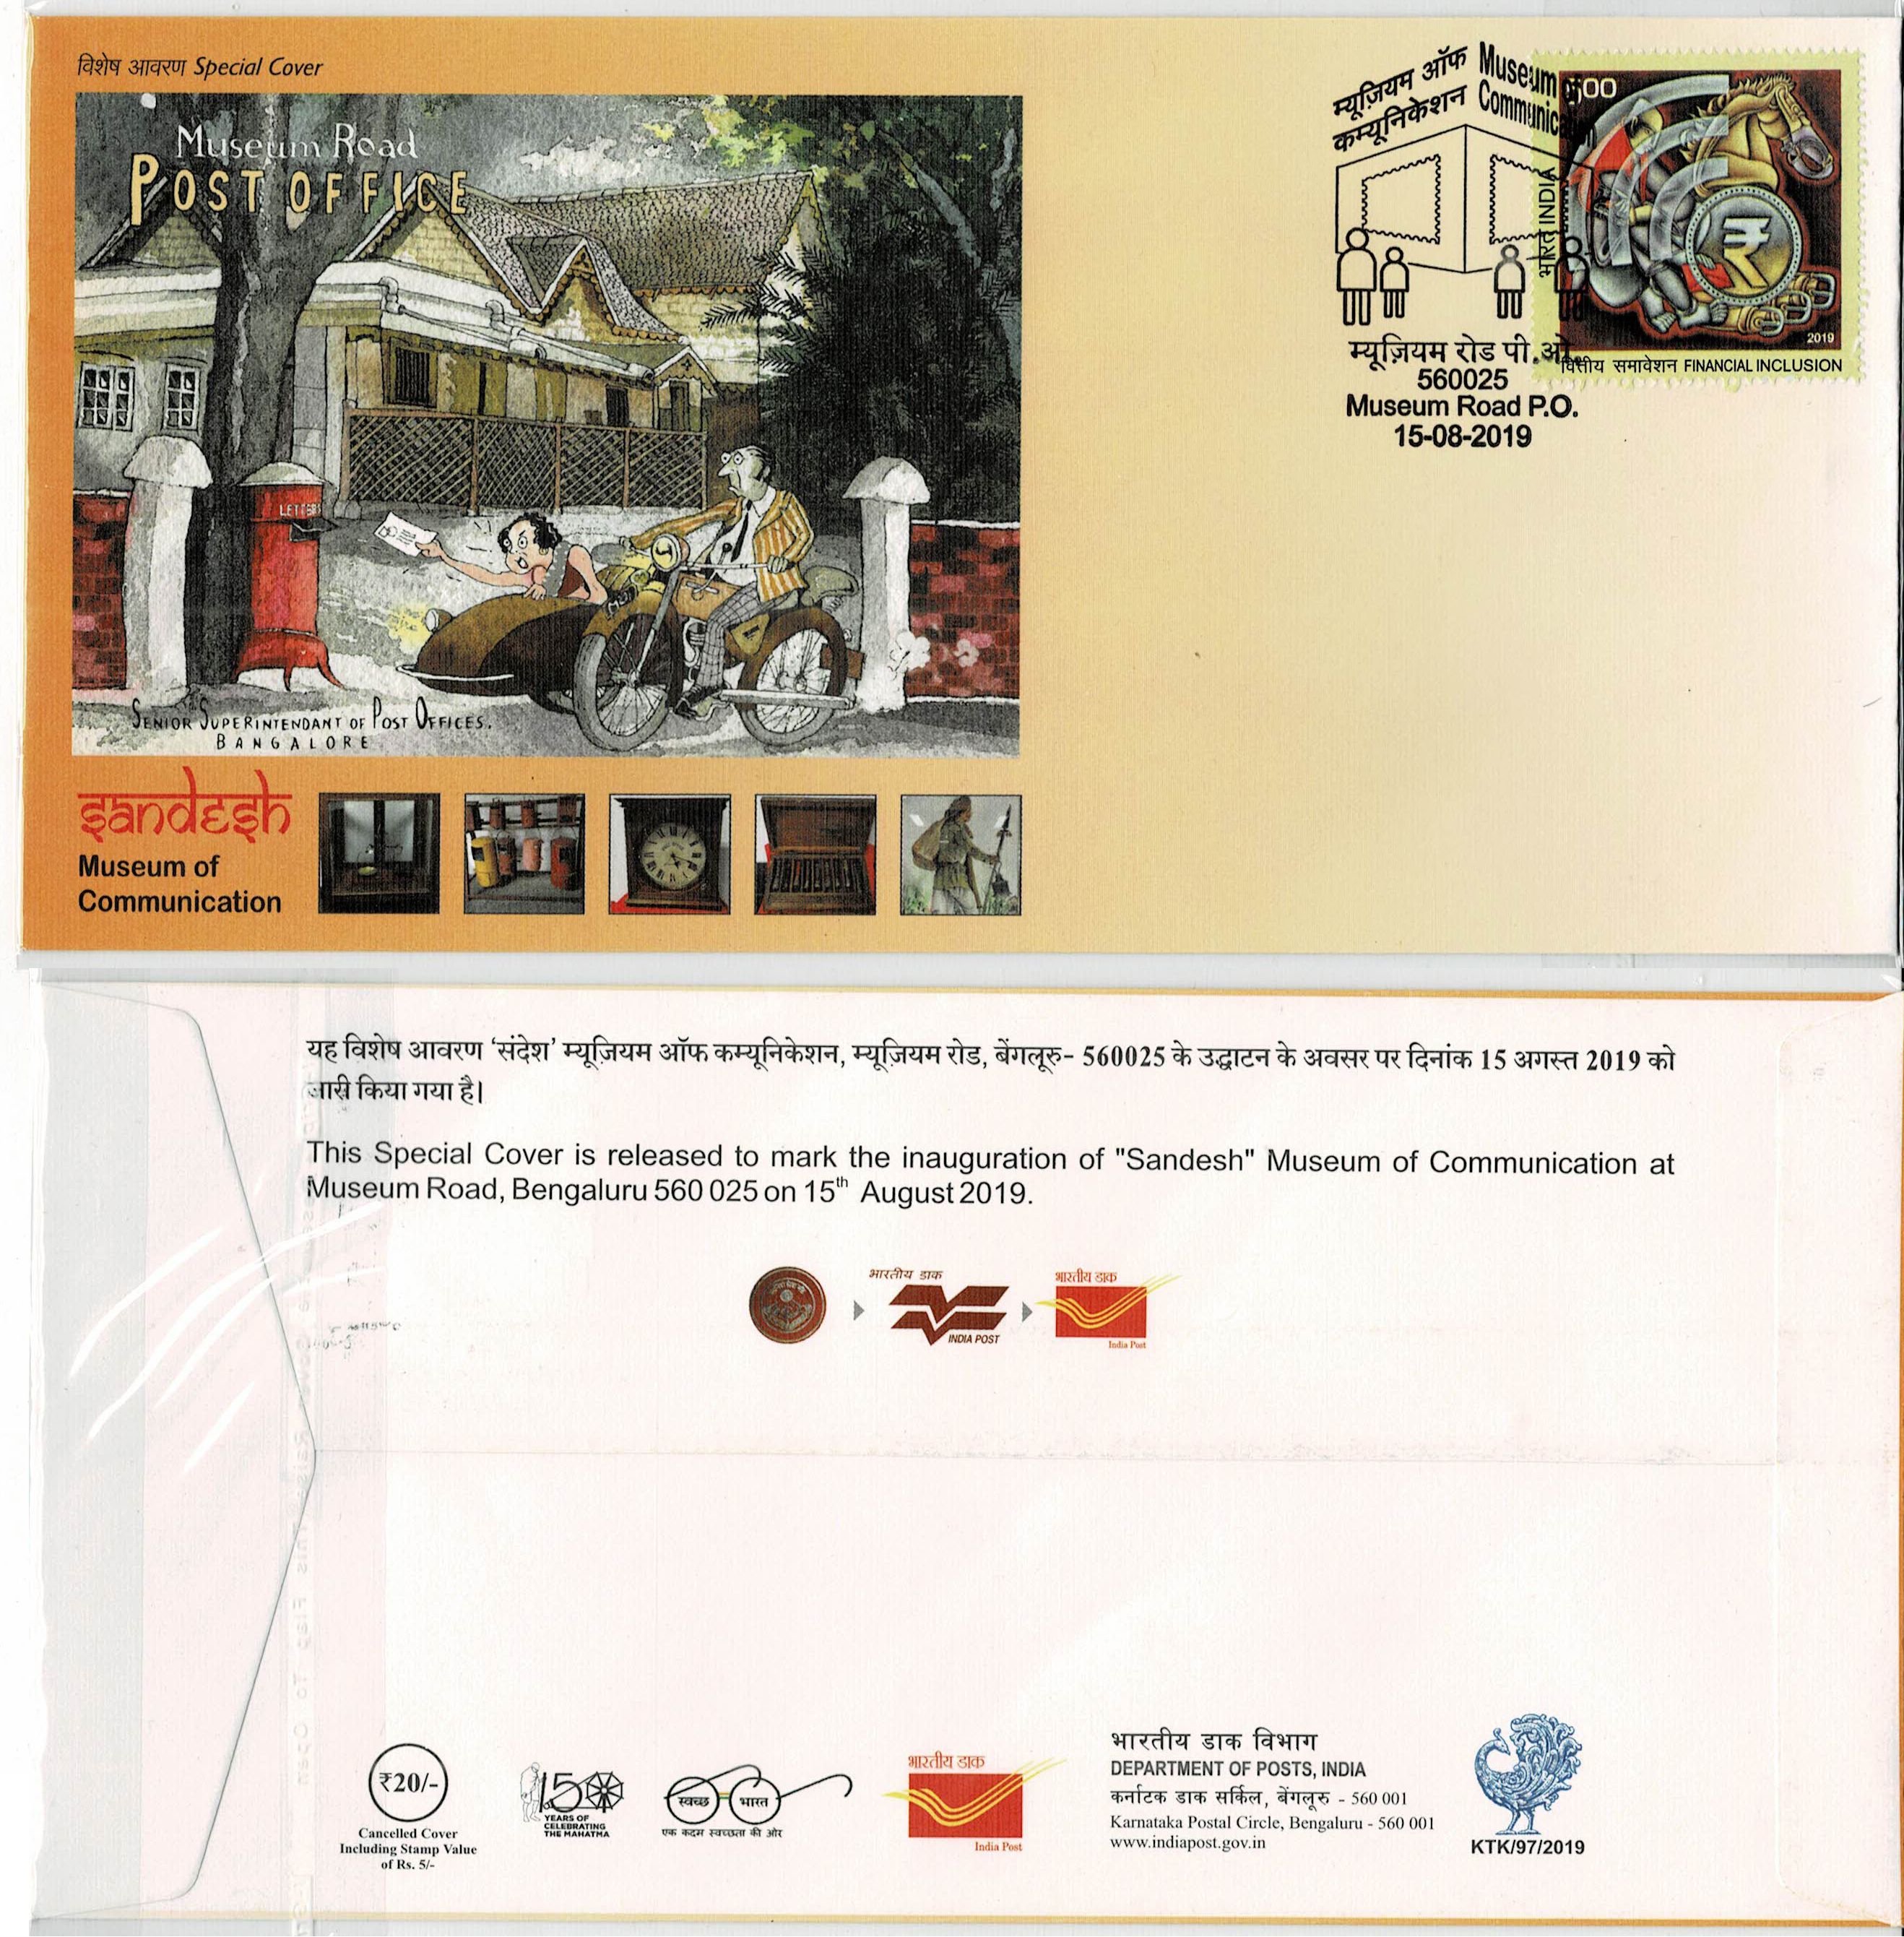 विशेष आवरण Special Cover
Museum Road
POST OFFICE
LETTERS
SENIOR SUPERINTENDANT OF POST OFFICES.
BANGALORE
sandesh
Museum of
Communication
म्यूज़ियम ऑफ Museum of
कम्यूनिकेशन Communic
म्यूज़ियम रोड पी.ओ
560025
Museum Road P.O.
15-08-2019
भारत INDIA
2019
वित्तीय समावेशन FINANCIAL INCLUSION
यह विशेष आवरण ‘संदेश’ म्यूज़ियम ऑफ कम्यूनिकेशन, म्यूज़ियम रोड, बेंगलूरु- 560025 के उद्घाटन के अवसर पर दिनांक 15 अगस्त 2019 को
जारी किया गया है।
This Special Cover is released to mark the inauguration of "Sandesh" Museum of Communication at
Museum Road, Bengaluru 560 025 on 15th August 2019.
भारतीय डाक
INDIA POST
भारतीय डाक
India Post
₹20/-
Cancelled Cover
Including Stamp Value
of Rs. 5/-
150
YEARS OF
CELEBRATING
THE MAHATMA
स्वच्छ भारत
एक कदम स्वच्छता की ओर
भारतीय डाक
India Post
भारतीय डाक विभाग
DEPARTMENT OF POSTS, INDIA
कर्नाटक डाक सर्किल, बेंगलूरु - 560 001
Karnataka Postal Circle, Bengaluru - 560 001
www.indiapost.gov.in
KTK/97/2019